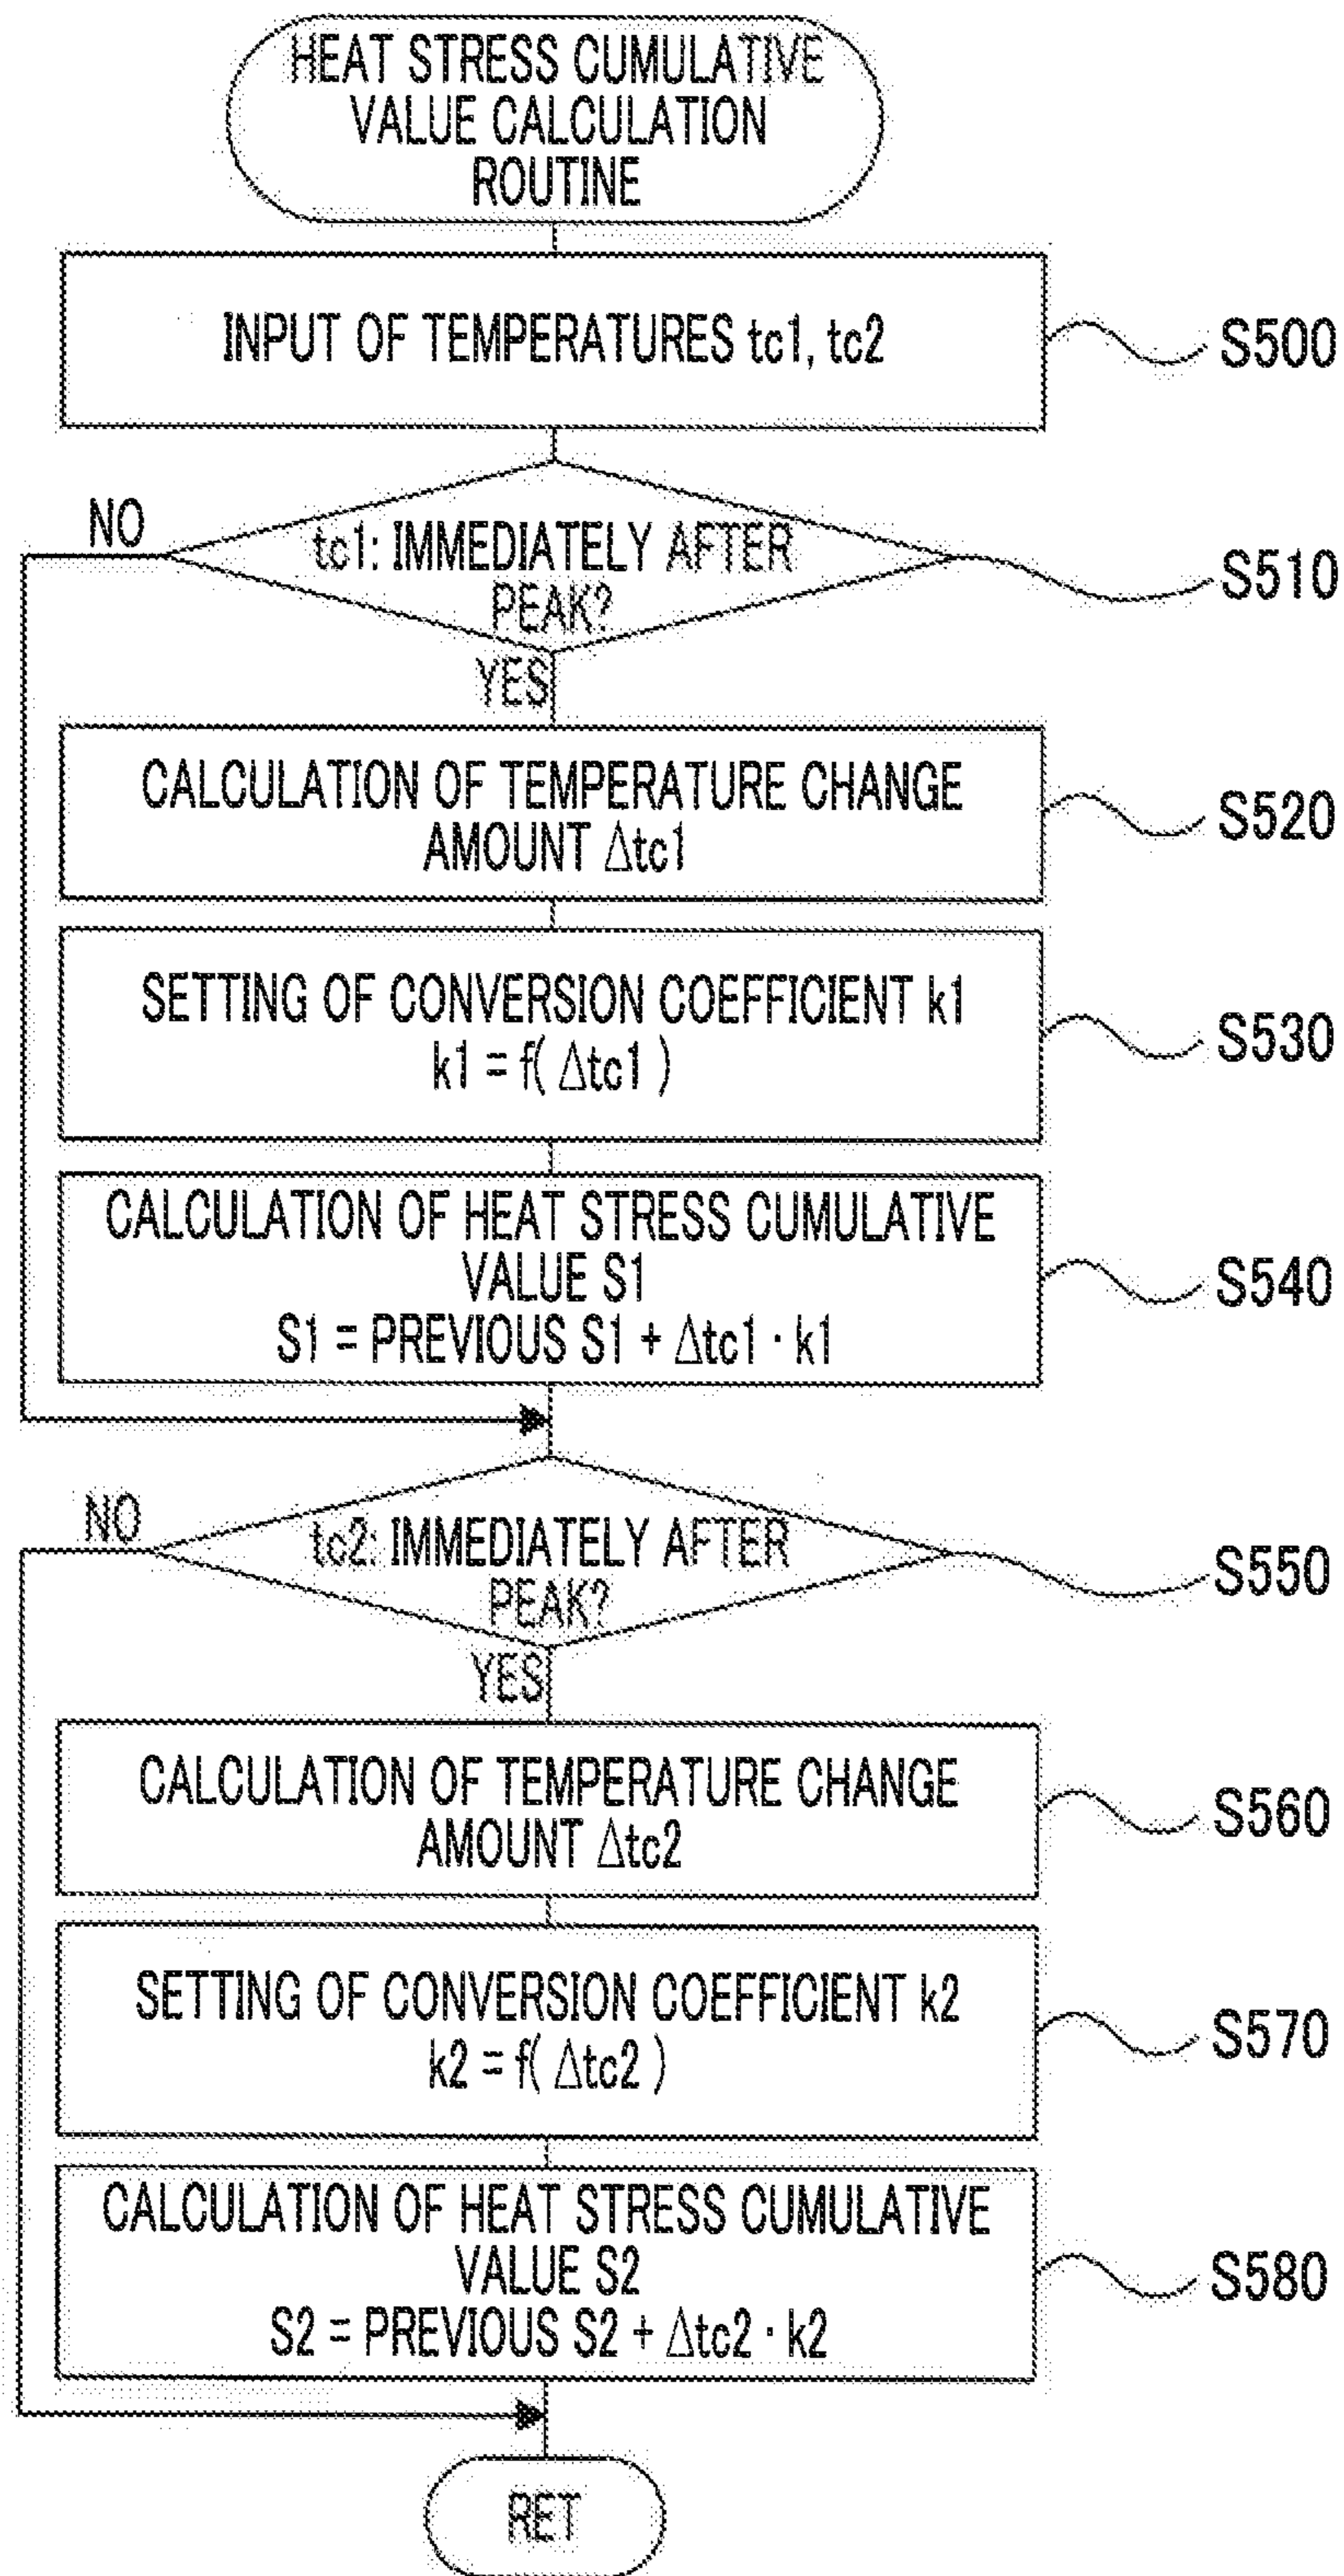 HEAT STRESS CUMULATIVE
VALUE CALCULATION
ROUTINE
INPUT OF TEMPERATURES tc1, tc2
S500
NO
tc1: IMMEDIATELY AFTER
PEAK?
S510
YES
CALCULATION OF TEMPERATURE CHANGE
AMOUNT Δtc1
S520
SETTING OF CONVERSION COEFFICIENT k1
k1 = f( Δtc1 )
S530
CALCULATION OF HEAT STRESS CUMULATIVE
VALUE S1
S1 = PREVIOUS S1 + Δtc1 · k1
S540
NO
tc2: IMMEDIATELY AFTER
PEAK?
S550
YES
CALCULATION OF TEMPERATURE CHANGE
AMOUNT Δtc2
S560
SETTING OF CONVERSION COEFFICIENT k2
k2 = f( Δtc2 )
S570
CALCULATION OF HEAT STRESS CUMULATIVE
VALUE S2
S2 = PREVIOUS S2 + Δtc2 · k2
S580
RET